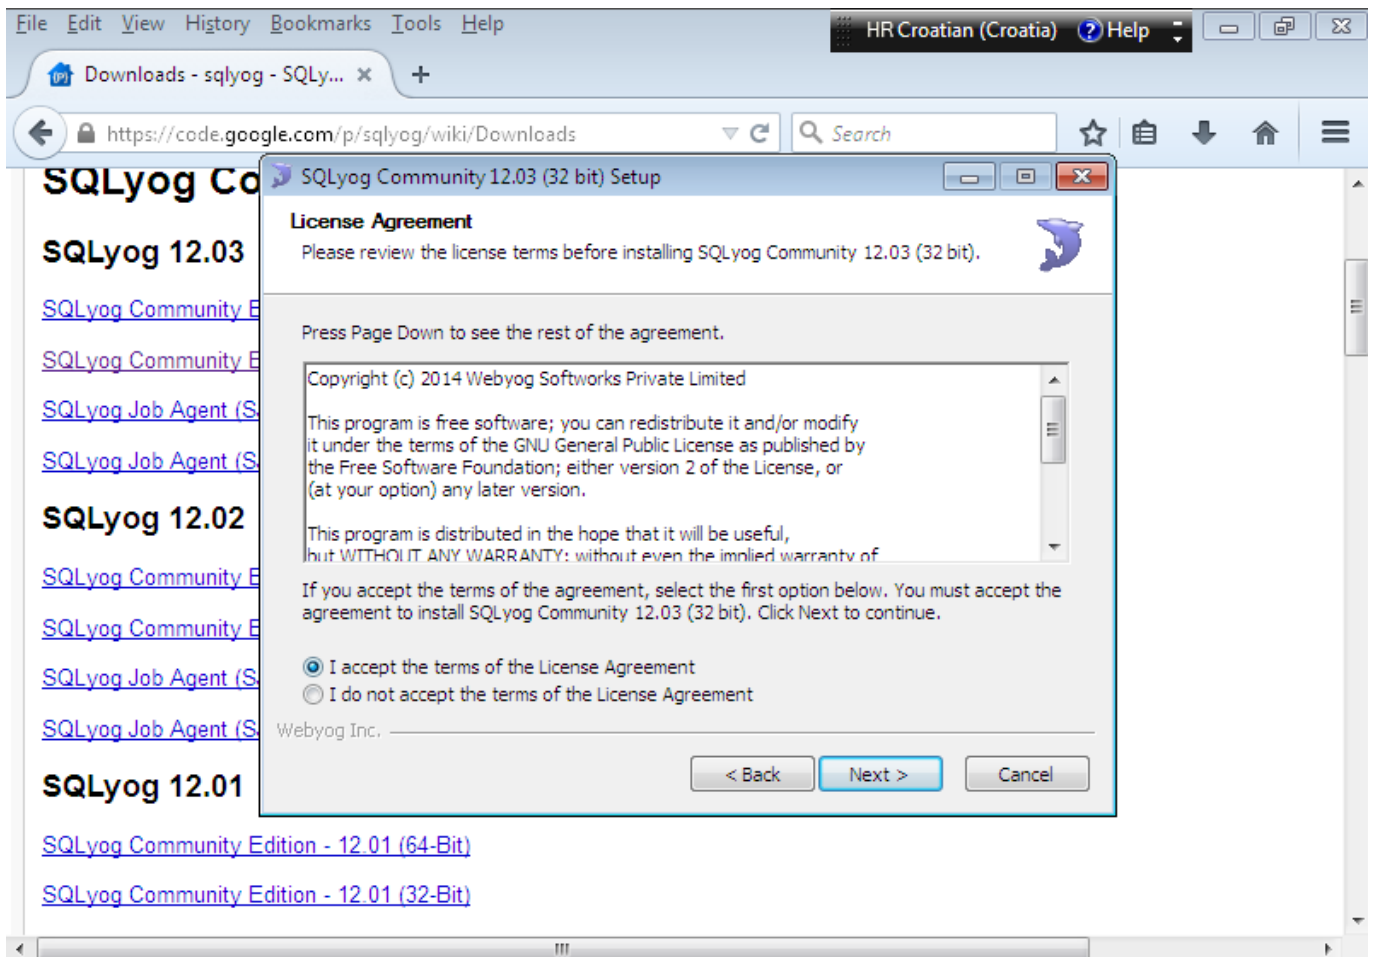 File Edit View History Bookmarks Tools Help
HR Croatian (Croatia) Help
Downloads - sqlyog - SQLy...
https://code.google.com/p/sqlyog/wiki/Downloads
Search
SQLyog Co
SQLyog 12.03
SQLyog Community E
SQLyog Community E
SQLyog Job Agent (S
SQLyog Job Agent (S
SQLyog 12.02
SQLyog Community E
SQLyog Community E
SQLyog Job Agent (S
SQLyog Job Agent (S
SQLyog 12.01
SQLyog Community Edition - 12.01 (64-Bit)
SQLyog Community Edition - 12.01 (32-Bit)
SQLyog Community 12.03 (32 bit) Setup
License Agreement
Please review the license terms before installing SQLyog Community 12.03 (32 bit).
Press Page Down to see the rest of the agreement.
Copyright (c) 2014 Webyog Softworks Private Limited
This program is free software; you can redistribute it and/or modify
it under the terms of the GNU General Public License as published by
the Free Software Foundation; either version 2 of the License, or
(at your option) any later version.
This program is distributed in the hope that it will be useful,
but WITHOUT ANY WARRANTY; without even the implied warranty of
If you accept the terms of the agreement, select the first option below. You must accept the
agreement to install SQLyog Community 12.03 (32 bit). Click Next to continue.
I accept the terms of the License Agreement
I do not accept the terms of the License Agreement
Webyog Inc.
< Back Next > Cancel